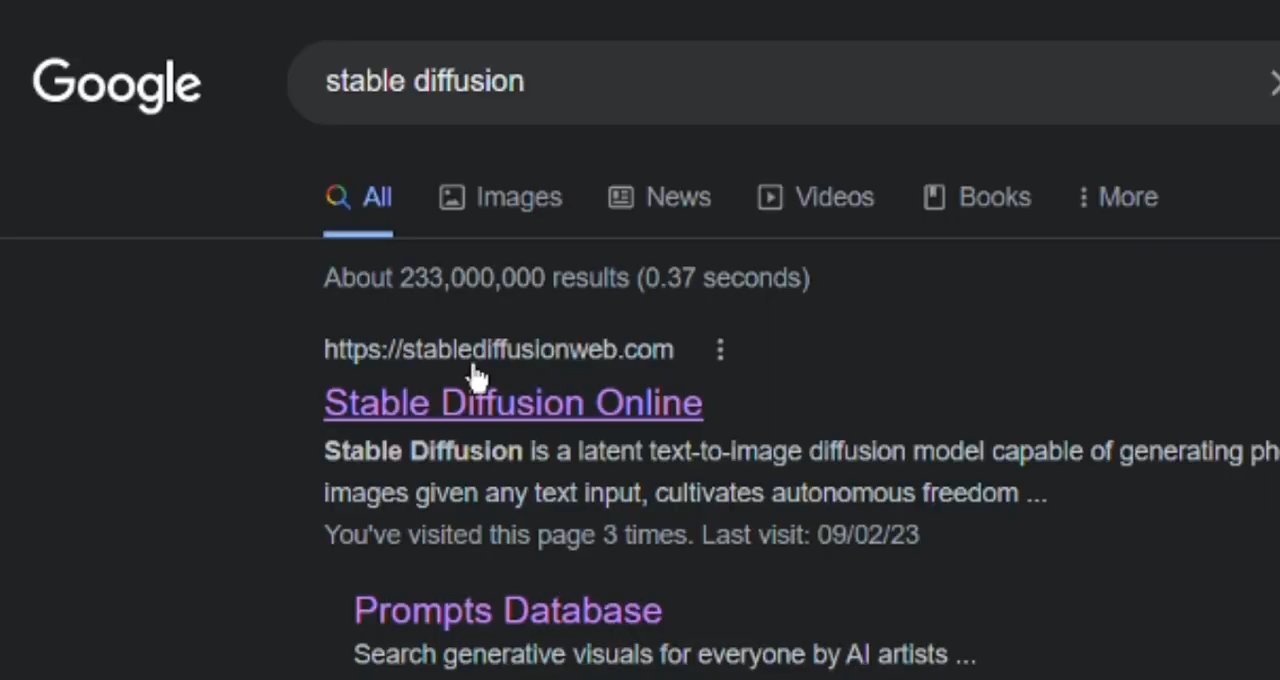 Google
stable diffusion
All Images News Videos Books More
About 233,000,000 results (0.37 seconds)
https://stablediffusionweb.com
Stable Diffusion Online
Stable Diffusion is a latent text-to-image diffusion model capable of generating
images given any text input, cultivates autonomous freedom ...
You've visited this page 3 times. Last visit: 09/02/23
Prompts Database
Search generative visuals for everyone by AI artists ...